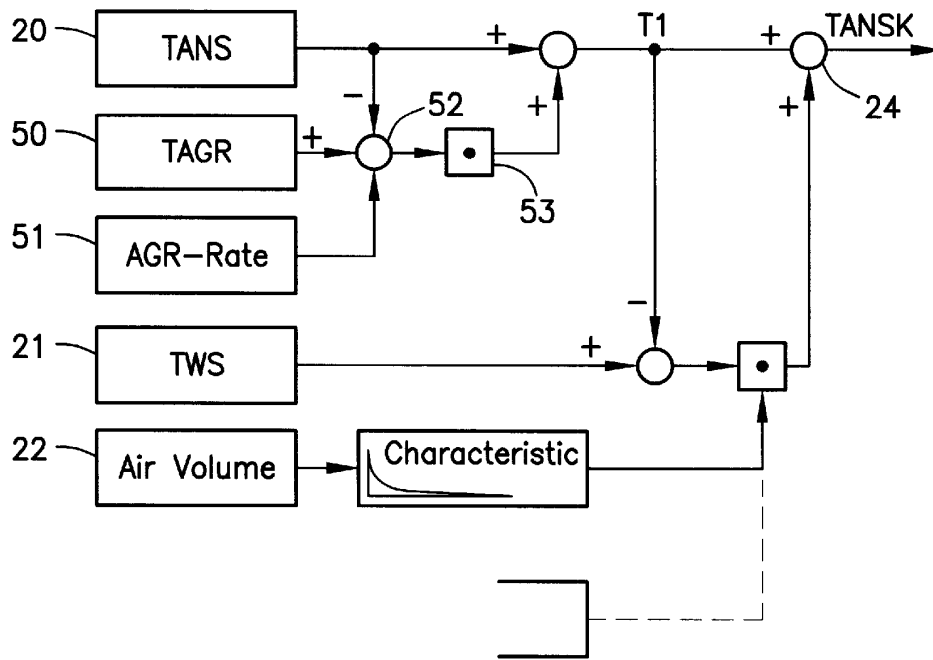 20
TANS
+
T1
+
TANSK
−
52
+
+
24
50
TAGR
+
53
51
AGR−Rate
−
21
TWS
+
22
Air Volume
Characteristic